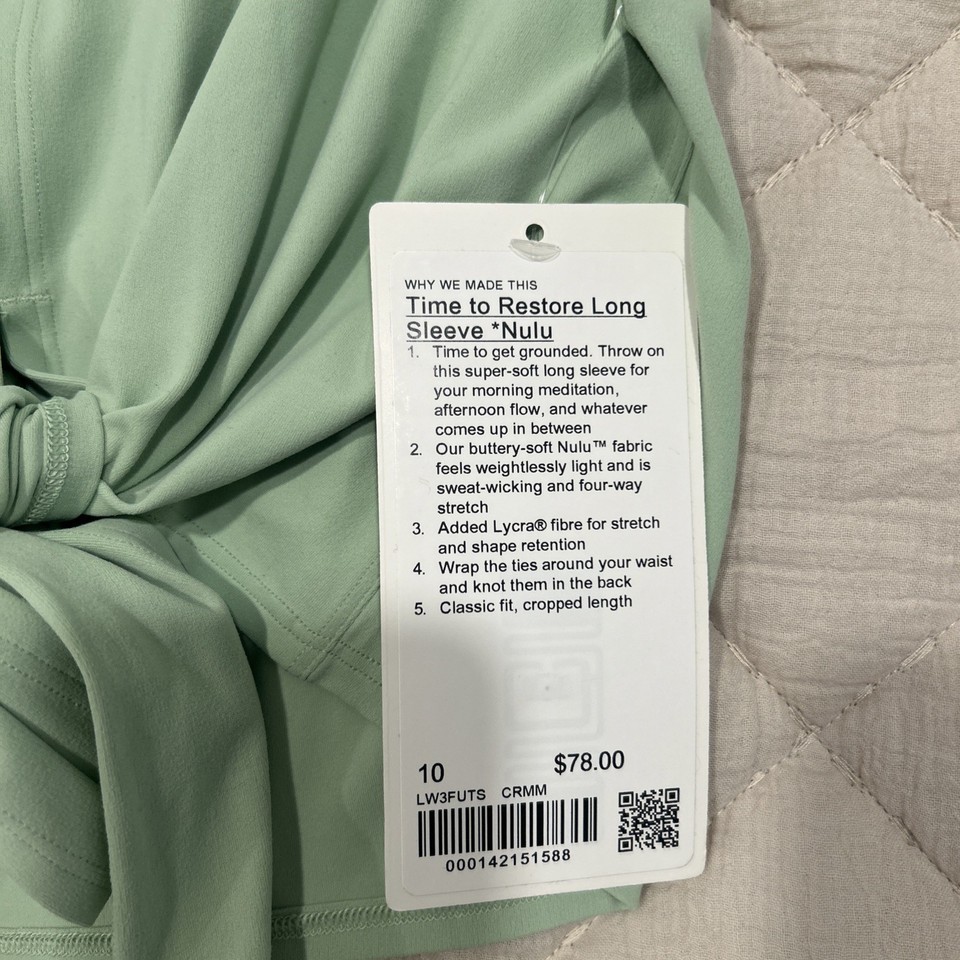 WHY WE MADE THIS
Time to Restore Long
Sleeve *Nulu
1. Time to get grounded. Throw on
this super-soft long sleeve for
your morning meditation,
afternoon flow, and whatever
comes up in between
2. Our buttery-soft Nulu™ fabric
feels weightlessly light and is
sweat-wicking and four-way
stretch
3. Added Lycra® fibre for stretch
and shape retention
4. Wrap the ties around your waist
and knot them in the back
5. Classic fit, cropped length
10 $78.00
LW3FUTS CRMM
000142151588